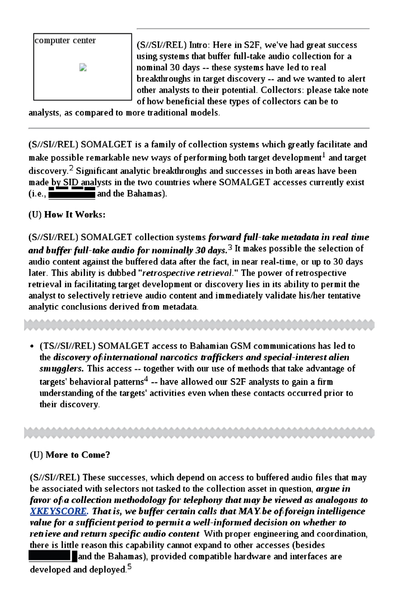 computer center
(S//SI//REL) Intro: Here in S2F, we've had great success
using systems that buffer full-take audio collection for a
nominal 30 days -- these systems have led to real
breakthroughs in target discovery -- and we wanted to alert
other analysts to their potential. Collectors: please take note
of how beneficial these types of collectors can be to
analysts, as compared to more traditional models.
(S//SI//REL) SOMALGET is a family of collection systems which greatly facilitate and
make possible remarkable new ways of performing both target development1 and target
discovery.2 Significant analytic breakthroughs and successes in both areas have been
made by SID analysts in the two countries where SOMALGET accesses currently exist
(i.e., and the Bahamas).
(U) How It Works:
(S//SI//REL) SOMALGET collection systems forward full-take metadata in real time
and buffer full-take audio for nominally 30 days.3 It makes possible the selection of
audio content against the buffered data after the fact, in near real-time, or up to 30 days
later. This ability is dubbed "retrospective retrieval." The power of retrospective
retrieval in facilitating target development or discovery lies in its ability to permit the
analyst to selectively retrieve audio content and immediately validate his/her tentative
analytic conclusions derived from metadata.
• (TS//SI//REL) SOMALGET access to Bahamian GSM communications has led to
the discovery of international narcotics traffickers and special-interest alien
smugglers. This access -- together with our use of methods that take advantage of
targets' behavioral patterns4 -- have allowed our S2F analysts to gain a firm
understanding of the targets' activities even when these contacts occurred prior to
their discovery.
(U) More to Come?
(S//SI//REL) These successes, which depend on access to buffered audio files that may
be associated with selectors not tasked to the collection asset in question, argue in
favor of a collection methodology for telephony that may be viewed as analogous to
XKEYSCORE. That is, we buffer certain calls that MAY be of foreign intelligence
value for a sufficient period to permit a well-informed decision on whether to
retrieve and return specific audio content With proper engineering and coordination,
there is little reason this capability cannot expand to other accesses (besides
and the Bahamas), provided compatible hardware and interfaces are
developed and deployed.5